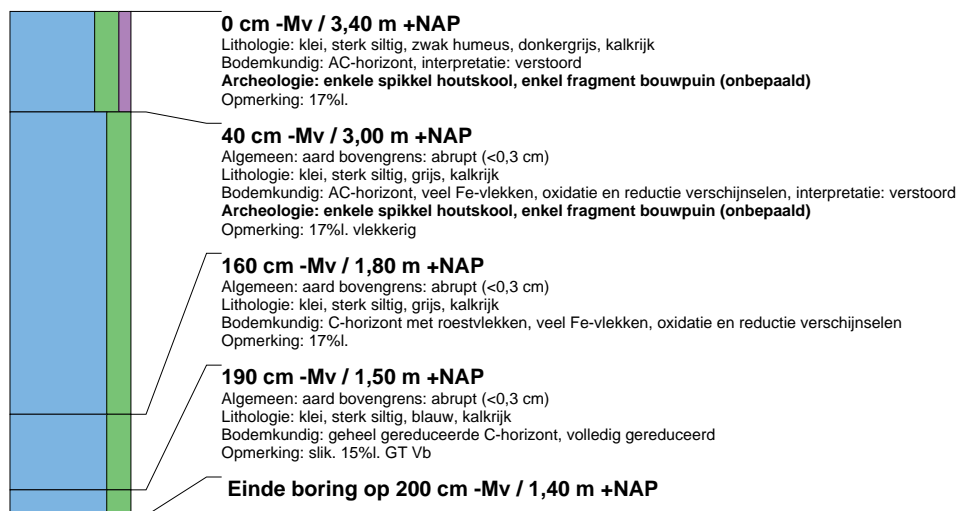 0 cm -Mv / 3,40 m +NAP
Lithologie: klei, sterk siltig, zwak humeus, donkergrijs, kalkrijk
Bodemkundig: AC-horizont, interpretatie: verstoord
Archeologie: enkele spikkel houtskool, enkel fragment bouwpuin (onbepaald)
Opmerking: 17%l.
40 cm -Mv / 3,00 m +NAP
Algemeen: aard bovengrens: abrupt (<0,3 cm)
Lithologie: klei, sterk siltig, grijs, kalkrijk
Bodemkundig: AC-horizont, veel Fe-vlekken, oxidatie en reductie verschijnselen, interpretatie: verstoord
Archeologie: enkele spikkel houtskool, enkel fragment bouwpuin (onbepaald)
Opmerking: 17%l. vlekkerig
160 cm -Mv / 1,80 m +NAP
Algemeen: aard bovengrens: abrupt (<0,3 cm)
Lithologie: klei, sterk siltig, grijs, kalkrijk
Bodemkundig: C-horizont met roestvlekken, veel Fe-vlekken, oxidatie en reductie verschijnselen
Opmerking: 17%l.
190 cm -Mv / 1,50 m +NAP
Algemeen: aard bovengrens: abrupt (<0,3 cm)
Lithologie: klei, sterk siltig, blauw, kalkrijk
Bodemkundig: geheel gereduceerde C-horizont, volledig gereduceerd
Opmerking: slik. 15%l. GT Vb
Einde boring op 200 cm -Mv / 1,40 m +NAP